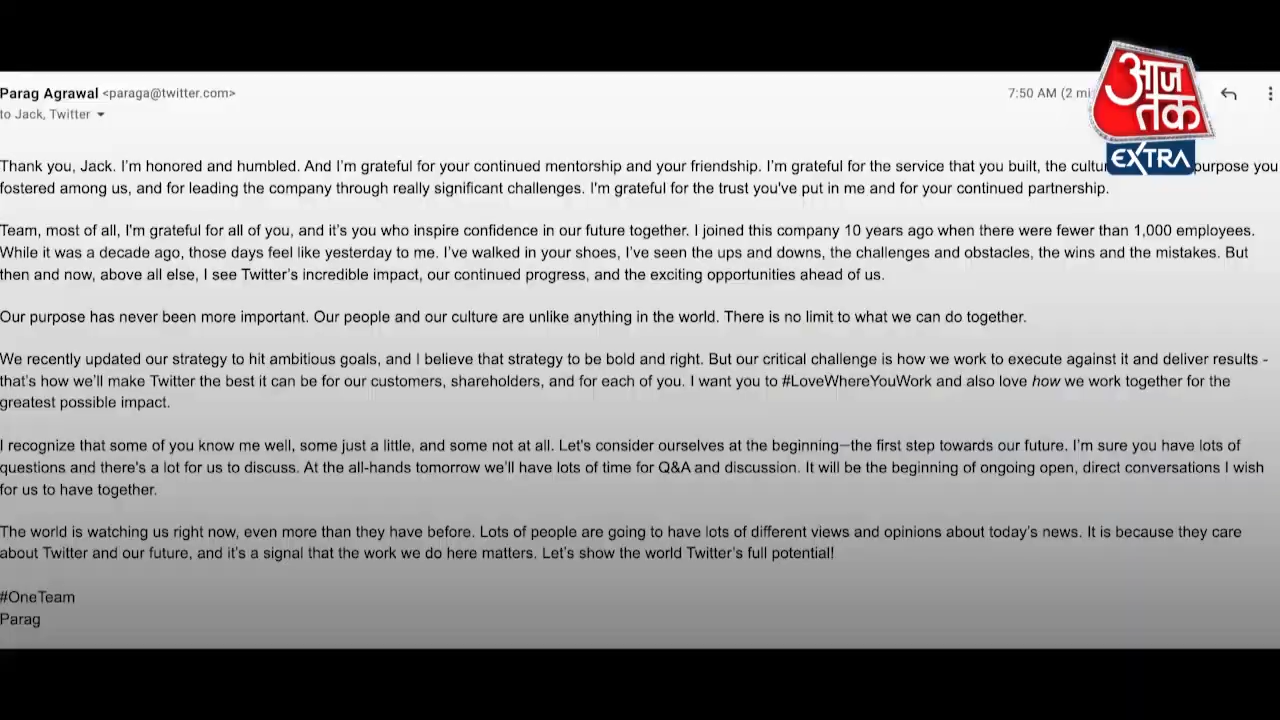 Parag Agrawal <paraga@twitter.com>
7:50 AM (2
to Jack, Twitter
आज
तक
EXTRA
Thank you, Jack. I'm honored and humbled. And I'm grateful for your continued mentorship and your friendship. I'm grateful for the service that you built, the purpose you
fostered among us, and for leading the company through really significant challenges. I'm grateful for the trust you've put in me and for your continued partnership.
Team, most of all, I'm grateful for all of you, and it's you who inspire confidence in our future together. I joined this company 10 years ago when there were fewer than 1,000 employees.
While it was a decade ago, those days feel like yesterday to me. I've walked in your shoes, I've seen the ups and downs, the challenges and obstacles, the wins and the mistakes. But
then and now, above all else, I see Twitter's incredible impact, our continued progress, and the exciting opportunities ahead of us.
Our purpose has never been more important. Our people and our culture are unlike anything in the world. There is no limit to what we can do together.
We recently updated our strategy to hit ambitious goals, and I believe that strategy to be bold and right. But our critical challenge is how we work to execute against it and deliver results -
that's how we'll make Twitter the best it can be for our customers, shareholders, and for each of you. I want you to #LoveWhereYouWork and also love how we work together for the
greatest possible impact.
I recognize that some of you know me well, some just a little, and some not at all. Let's consider ourselves at the beginning—the first step towards our future. I'm sure you have lots of
questions and there's a lot for us to discuss. At the all-hands tomorrow we'll have lots of time for Q&A and discussion. It will be the beginning of ongoing open, direct conversations I wish
for us to have together.
The world is watching us right now, even more than they have before. Lots of people are going to have lots of different views and opinions about today's news. It is because they care
about Twitter and our future, and it's a signal that the work we do here matters. Let's show the world Twitter's full potential!
#OneTeam
Parag